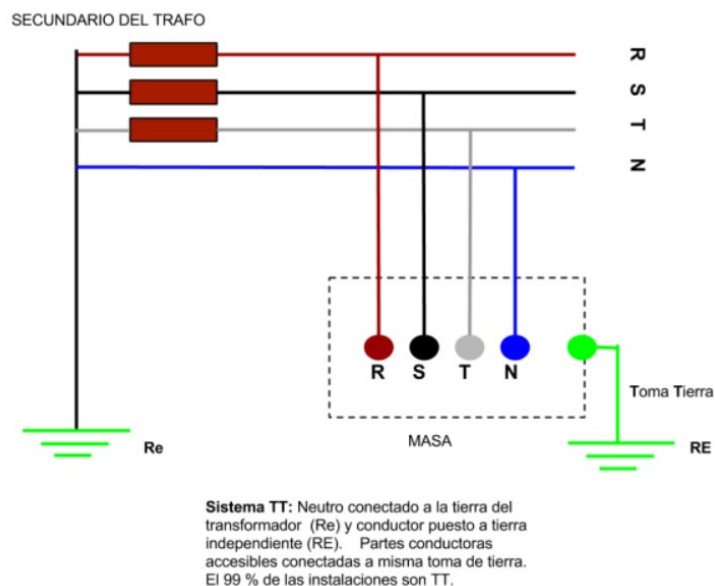 SECUNDARIO DEL TRAFO
R
S
T
N
R S T N
Toma Tierra
Re
MASA
RE
Sistema TT: Neutro conectado a la tierra del
transformador (Re) y conductor puesto a tierra
independiente (RE). Partes conductoras
accesibles conectadas a misma toma de tierra.
El 99 % de las instalaciones son TT.